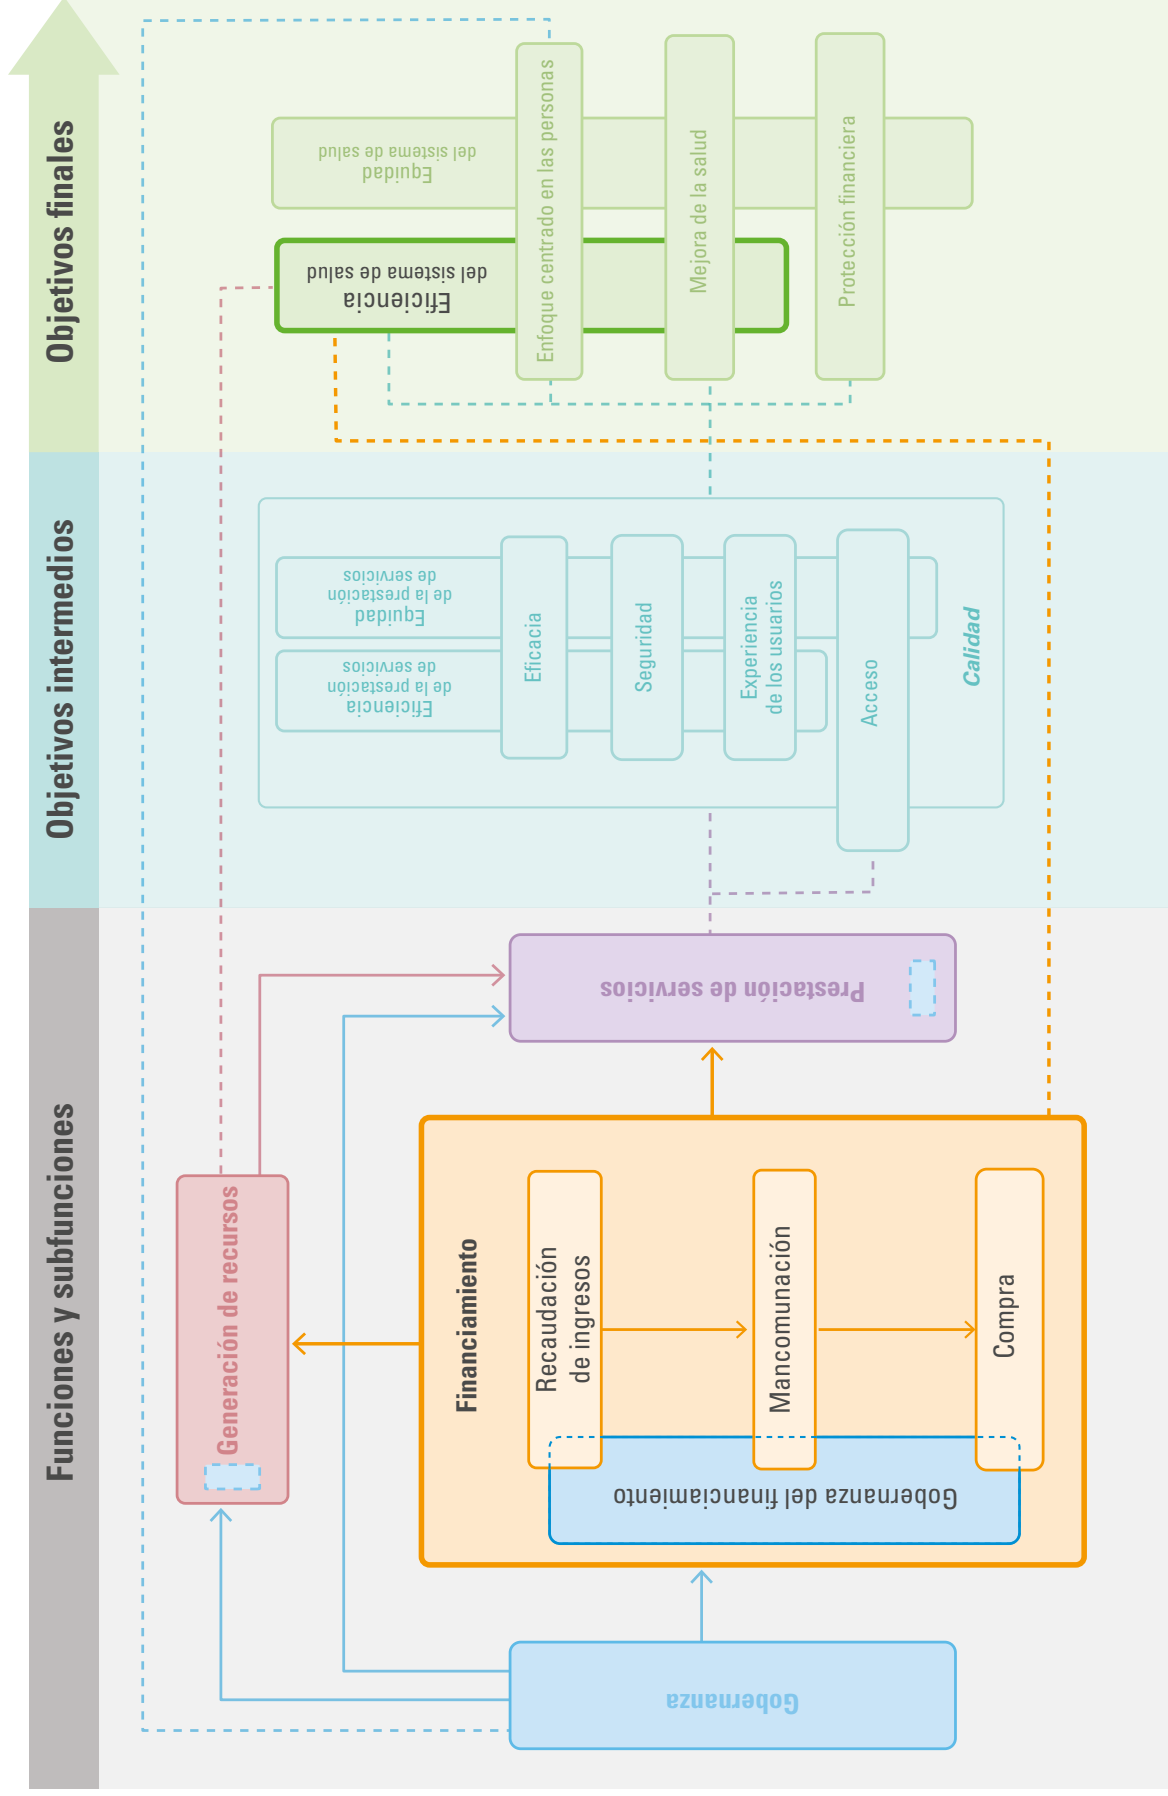 Funciones y subfunciones
Objetivos intermedios
Objetivos finales
Gobernanza
Generación de recursos
Financiamiento
Recaudación
de ingresos
Mancomunación
Compra
Gobernanza del financiamiento
Prestación de servicios
Eficiencia
de la prestación
de servicios
Equidad
de la prestación
de servicios
Eficacia
Seguridad
Experiencia
de los usuarios
Acceso
Calidad
Eficiencia
del sistema de salud
Equidad
del sistema de salud
Enfoque centrado en las personas
Mejora de la salud
Protección financiera